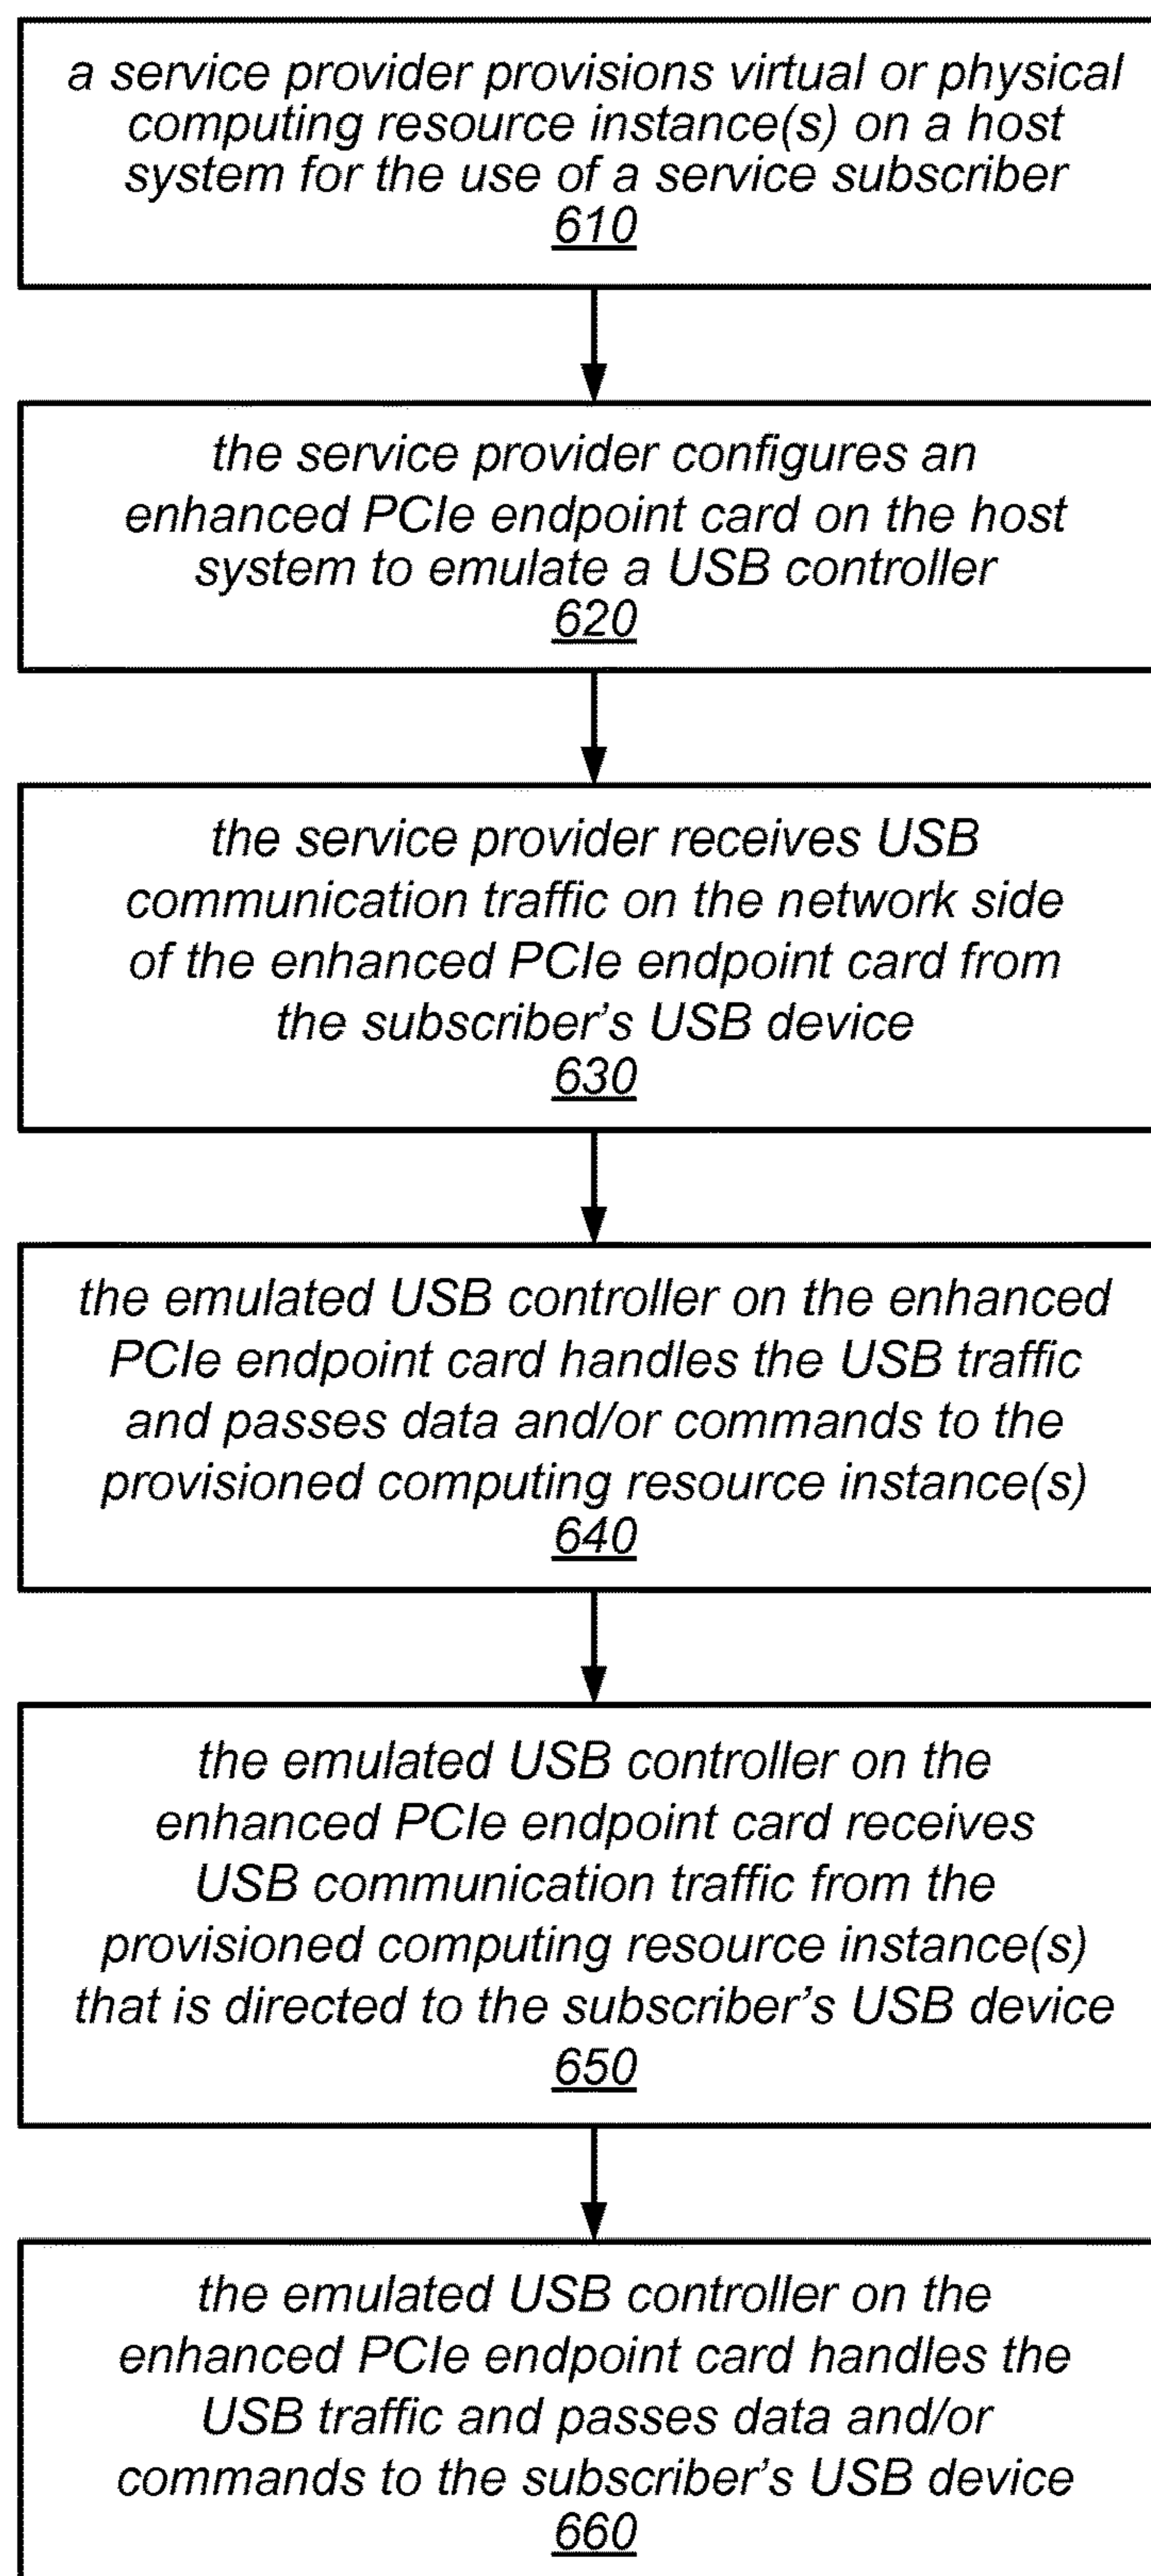 a service provider provisions virtual or physical
computing resource instance(s) on a host
system for the use of a service subscriber
610
the service provider configures an
enhanced PCIe endpoint card on the host
system to emulate a USB controller
620
the service provider receives USB
communication traffic on the network side
of the enhanced PCIe endpoint card from
the subscriber’s USB device
630
the emulated USB controller on the enhanced
PCIe endpoint card handles the USB traffic
and passes data and/or commands to the
provisioned computing resource instance(s)
640
the emulated USB controller on the
enhanced PCIe endpoint card receives
USB communication traffic from the
provisioned computing resource instance(s)
that is directed to the subscriber’s USB device
650
the emulated USB controller on the
enhanced PCIe endpoint card handles the
USB traffic and passes data and/or
commands to the subscriber’s USB device
660